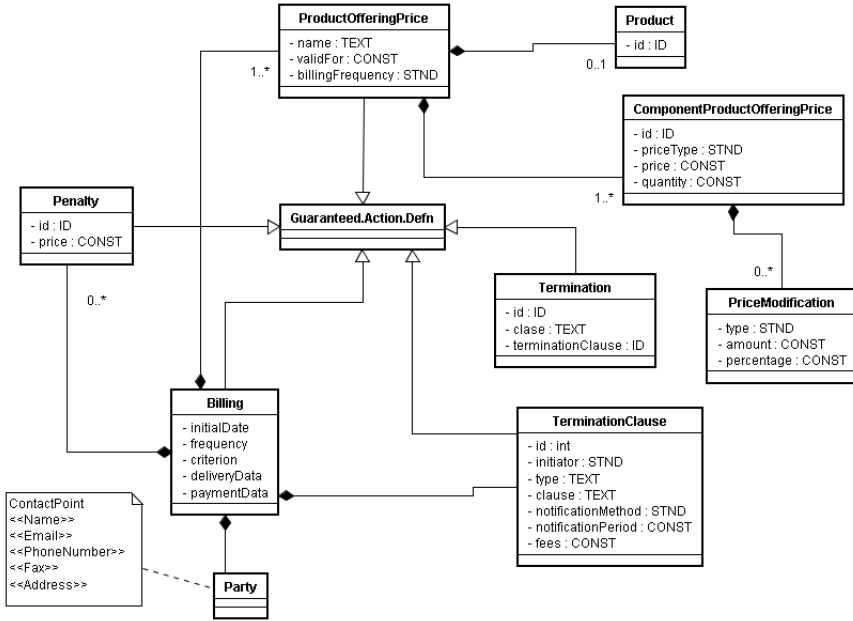 ProductOfferingPrice
- name : TEXT
- validFor : CONST
- billingFrequency : STND
Product
- id : ID
1..*
0..1
ComponentProductOfferingPrice
- id : ID
- priceType : STND
- price : CONST
- quantity : CONST
1..*
Penalty
- id : ID
- price : CONST
Guaranteed.Action.Defn
0..*
0..*
Termination
- id : ID
- clase : TEXT
- terminationClause : ID
PriceModification
- type : STND
- amount : CONST
- percentage : CONST
Billing
- initialDate
- frequency
- criterion
- deliveryData
- paymentData
TerminationClause
- id : int
- initiator : STND
- type : TEXT
- clause : TEXT
- notificationMethod : STND
- notificationPeriod : CONST
- fees : CONST
ContactPoint
<<Name>>
<<Email>>
<<PhoneNumber>>
<<Fax>>
<<Address>>
Party